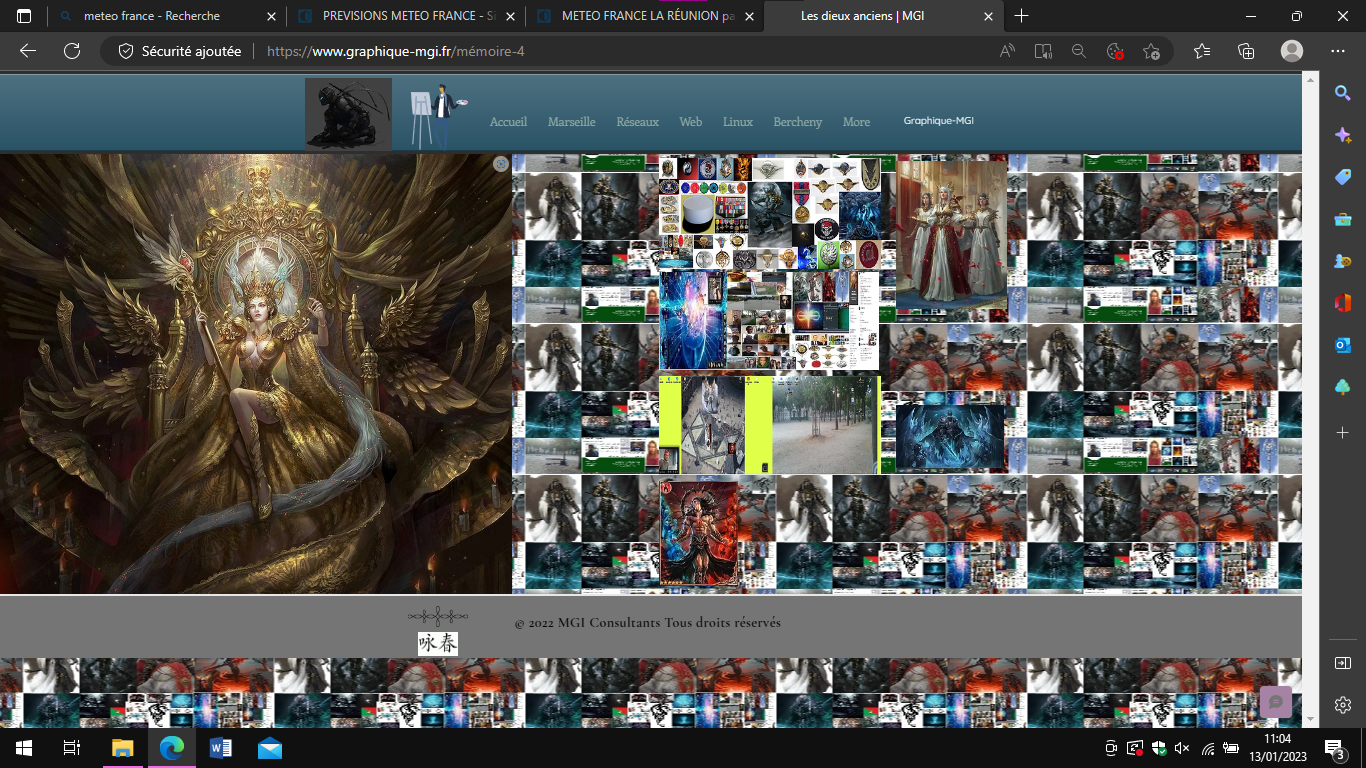 meteo france - Recherche
PREVISIONS METEO FRANCE - Si
METEO FRANCE LA RÉUNION pa
Les dieux anciens | MGI
Sécurité ajoutée
https://www.graphique-mgi.fr/mémoire-4
Accueil Marseille Réseaux Web Linux Bercheny More
Graphique-MGI
© 2022 MGI Consultants Tous droits réservés
咏春
11:04
13/01/2023
3